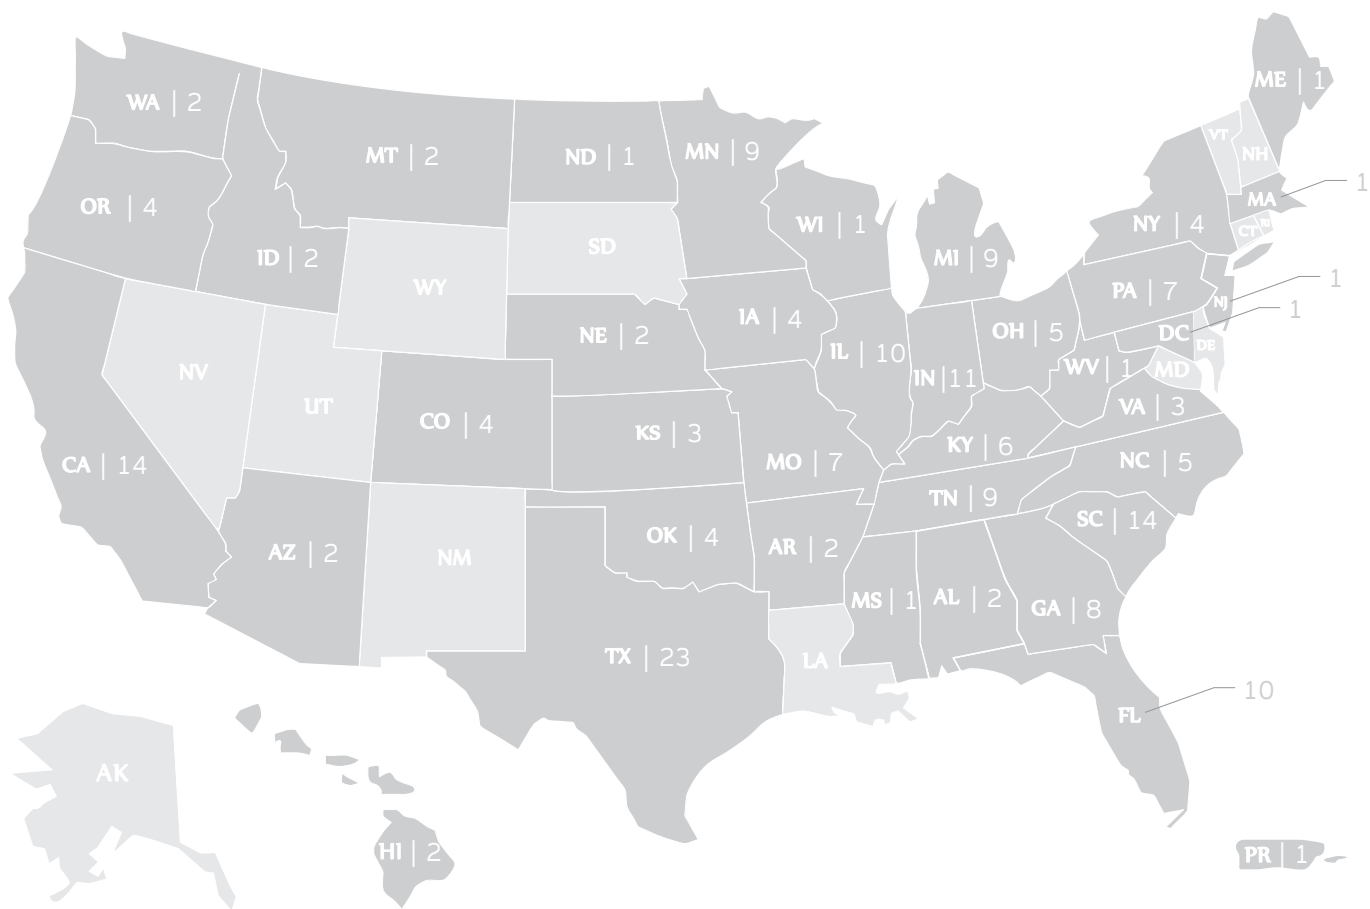 ME | 1
WA | 2
VT
NH
MT | 2
ND | 1
MN | 9
1
MA
OR | 4
WI | 1
NY | 4
CT
RI
SD
ID | 2
MI | 9
WY
PA | 7
1
NJ
1
IA | 4
NE | 2
OH | 5
DC
DE
IL | 10
NV
WV | 1
MD
IN | 11
UT
VA | 3
CO | 4
KS | 3
KY | 6
CA | 14
MO | 7
NC | 5
TN | 9
SC | 14
OK | 4
AZ | 2
NM
AR | 2
MS | 1
AL | 2
GA | 8
TX | 23
LA
10
FL
AK
HI | 2
PR | 1